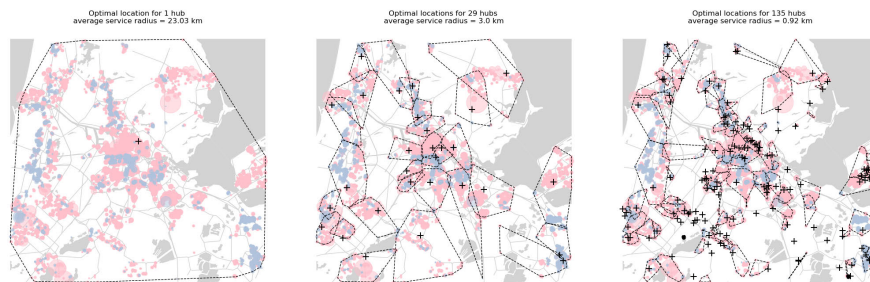 Optimal location for 1 hub
average service radius = 23.03 km
Optimal locations for 29 hubs
average service radius = 3.0 km
Optimal locations for 135 hubs
average service radius = 0.92 km